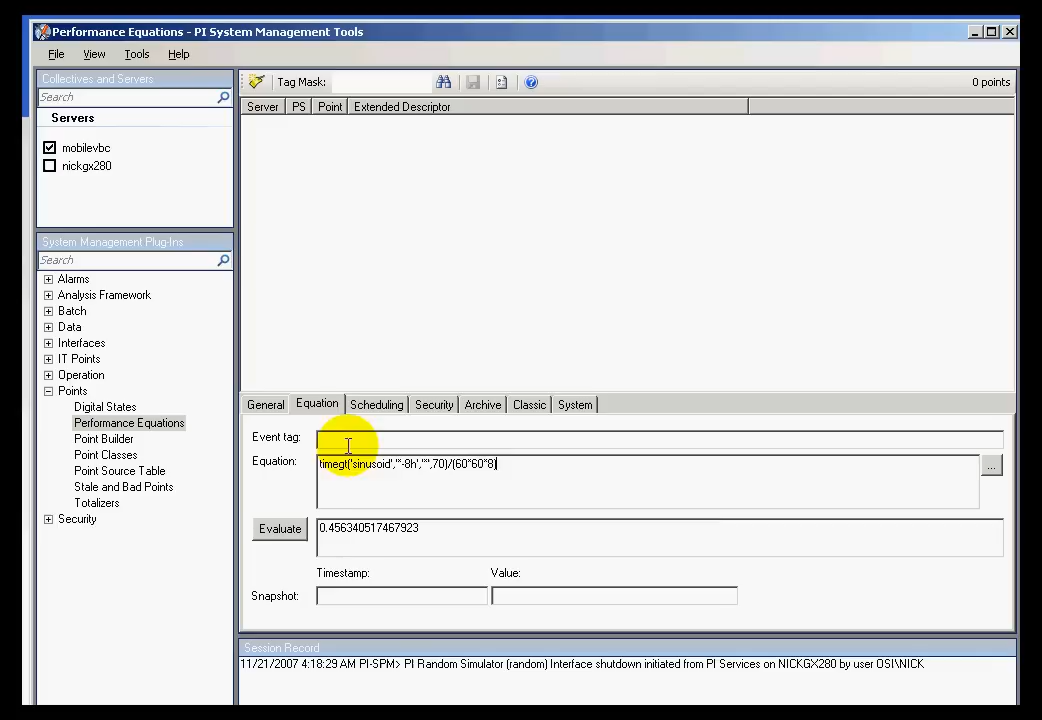 Performance Equations - PI System Management Tools
File View Tools Help
Collectives and Servers
Search
Servers
mobilevbc
nickgx280
System Management Plug-Ins
Search
Alarms
Analysis Framework
Batch
Data
Interfaces
IT Points
Operation
Points
Digital States
Performance Equations
Point Builder
Point Classes
Point Source Table
Stale and Bad Points
Totalizers
Security
Tag Mask: 0 points
Server PS Point Extended Descriptor
General Equation Scheduling Security Archive Classic System
Event tag:
Equation: timegt('sinusoid','*-8h','*',70)/(60*60*8) ...
Evaluate 0.456340517467923
Timestamp: Value:
Snapshot:
Session Record
11/21/2007 4:18:29 AM PI-SPM> PI Random Simulator (random) Interface shutdown initiated from PI Services on NICKGX280 by user OSI\NICK